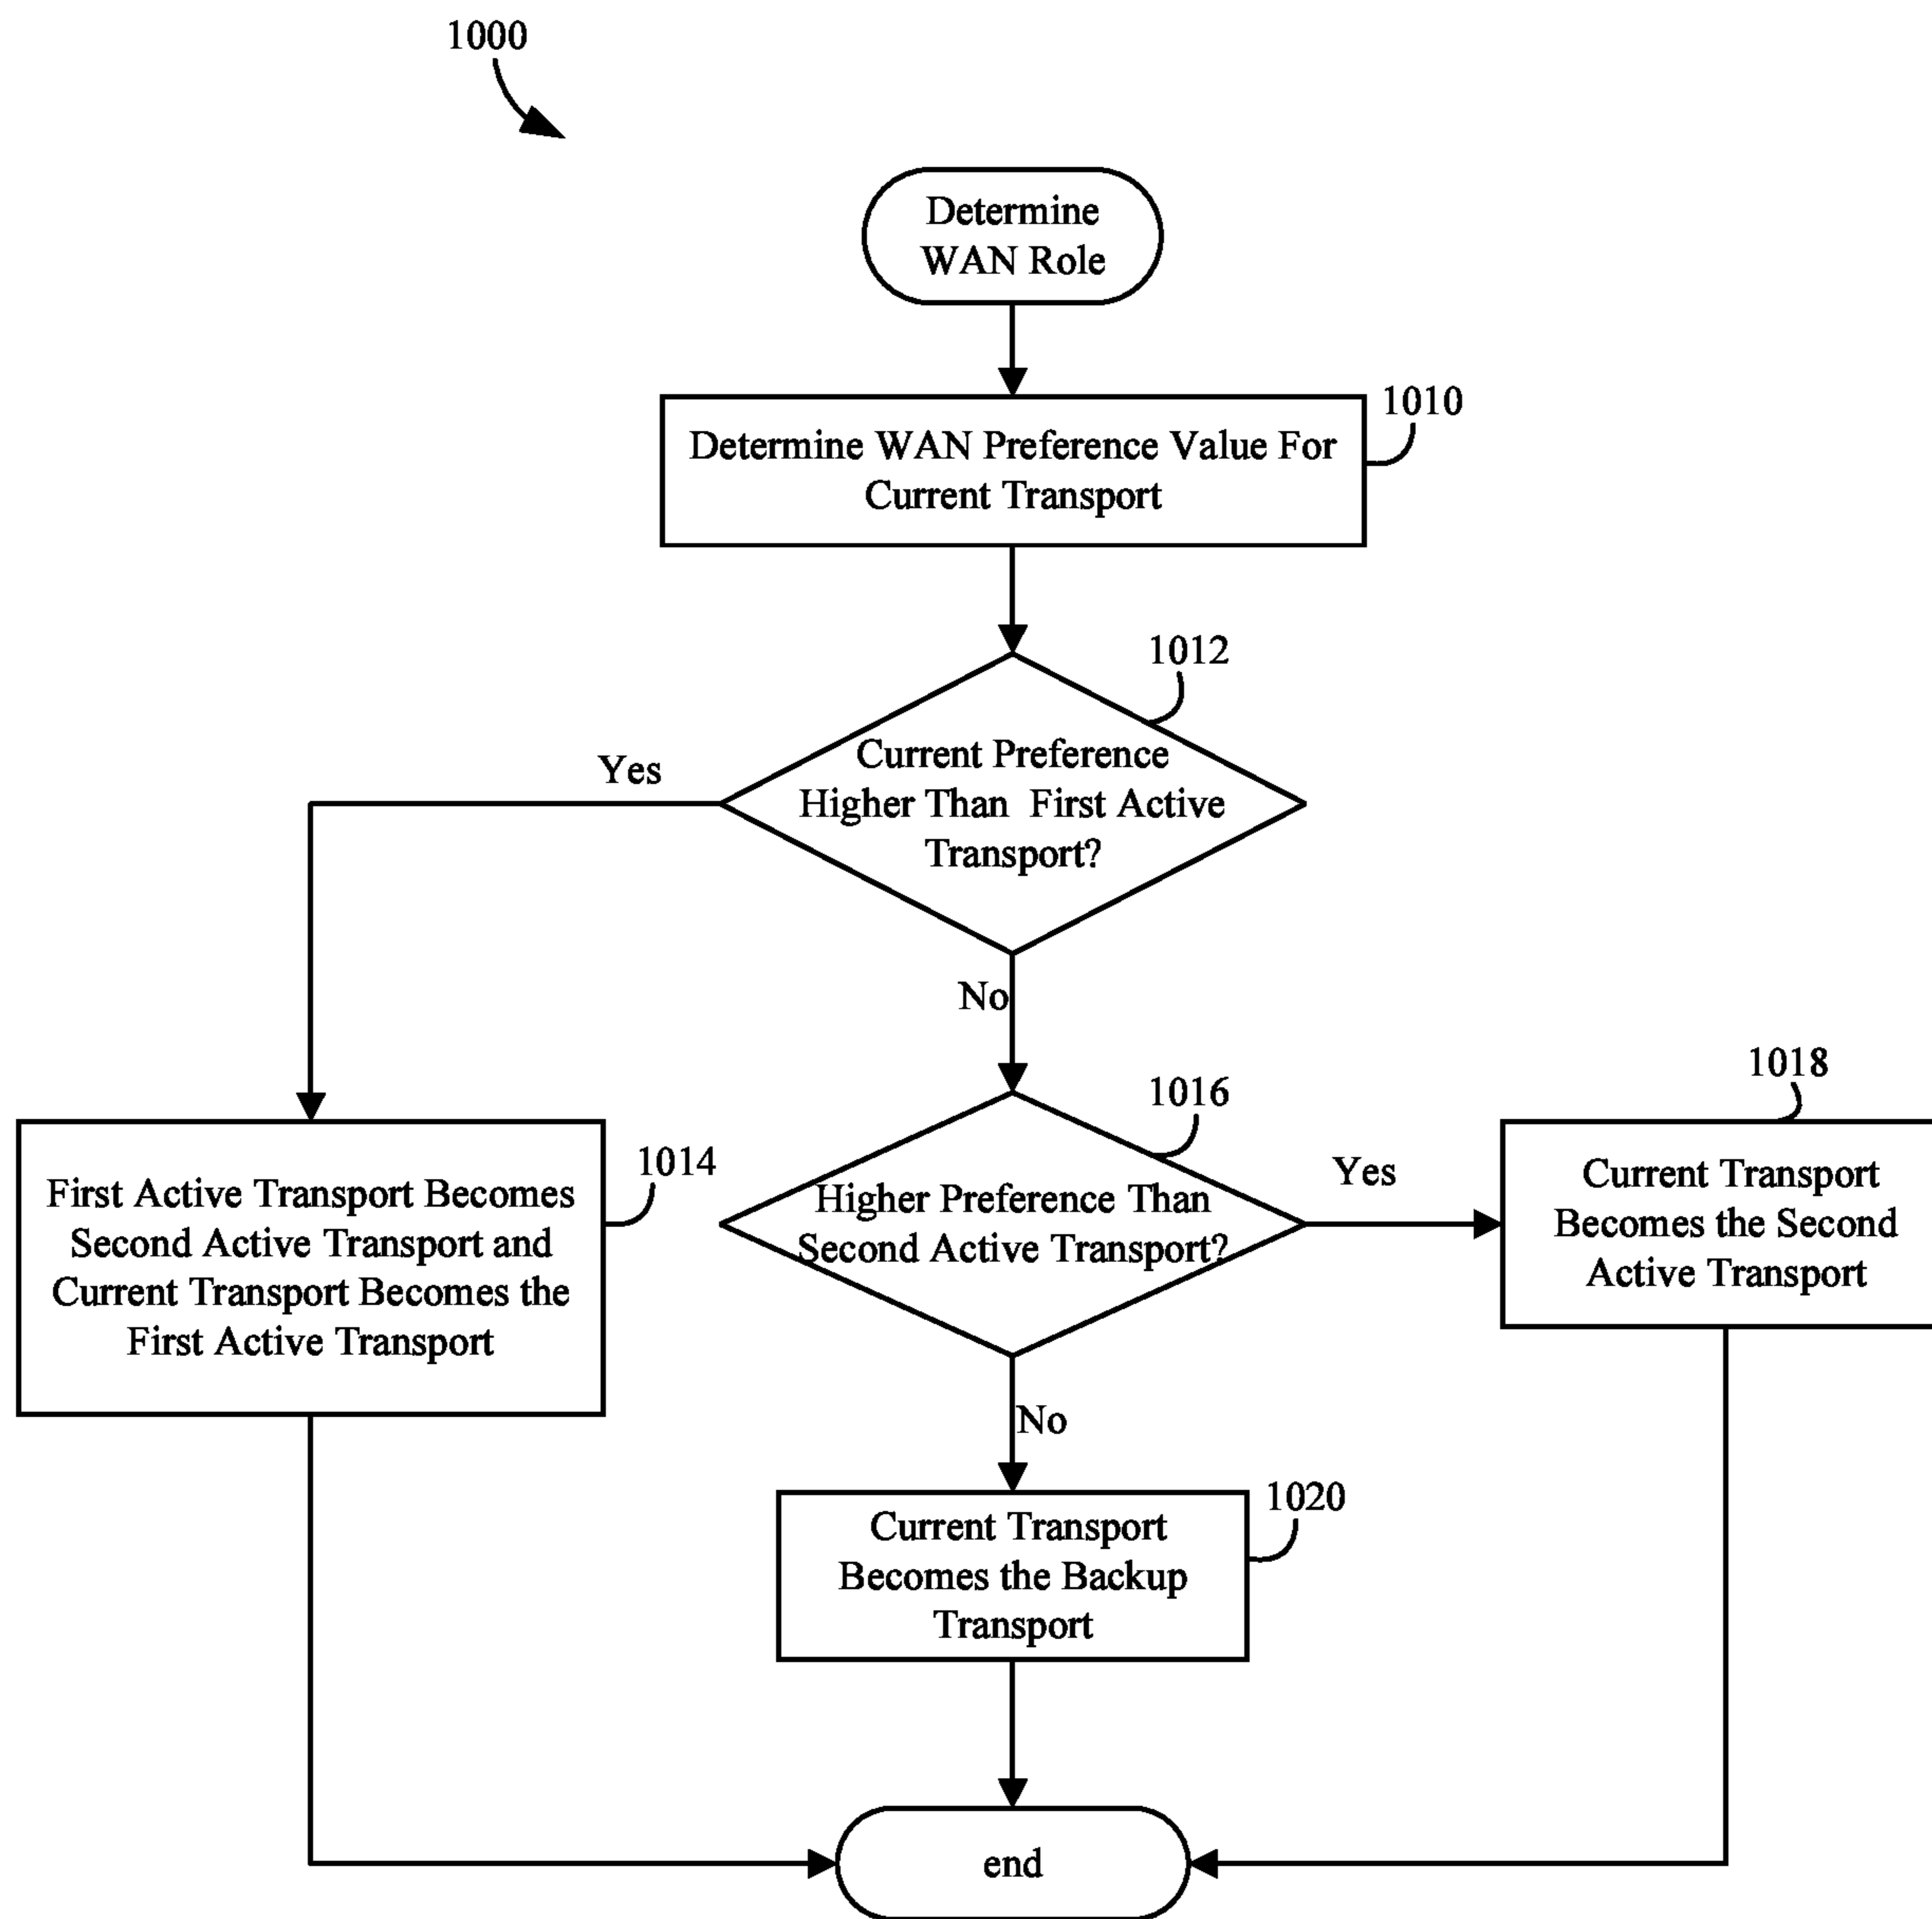 1000
Determine
WAN Role
1010
Determine WAN Preference Value For
Current Transport
1012
Current Preference
Higher Than First Active
Transport?
Yes
No
1014
First Active Transport Becomes
Second Active Transport and
Current Transport Becomes the
First Active Transport
1016
Higher Preference Than
Second Active Transport?
Yes
1018
Current Transport
Becomes the Second
Active Transport
No
1020
Current Transport
Becomes the Backup
Transport
end